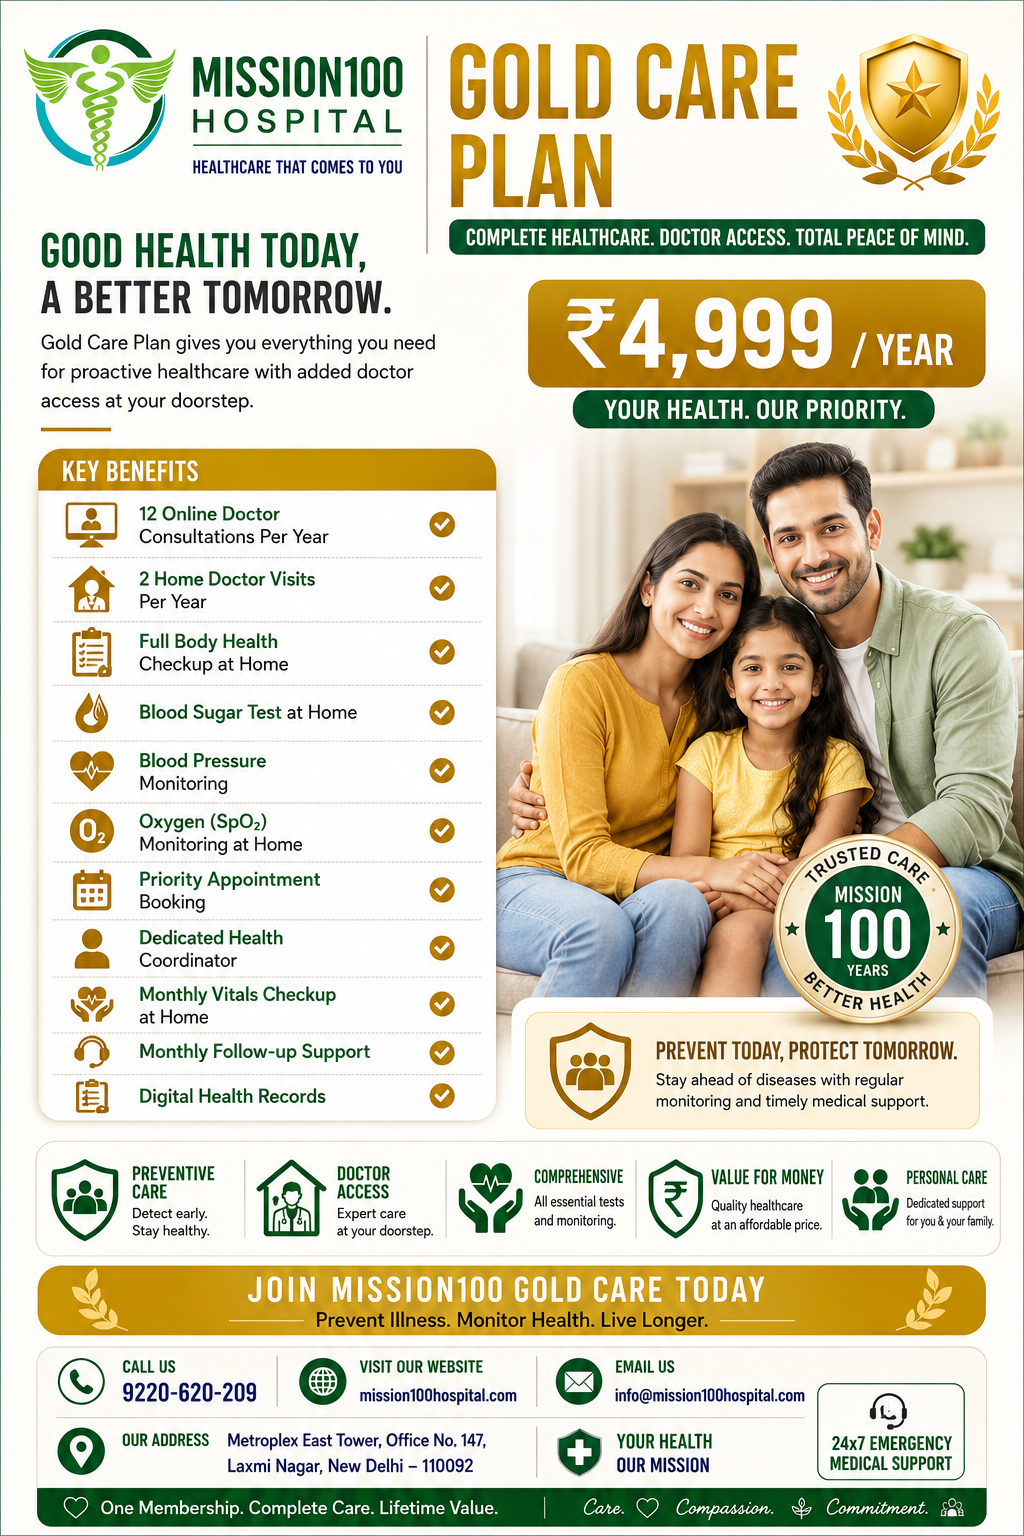 MISSION100
HOSPITAL
HEALTHCARE THAT COMES TO YOU
GOLD CARE
PLAN
COMPLETE HEALTHCARE. DOCTOR ACCESS. TOTAL PEACE OF MIND.
GOOD HEALTH TODAY,
A BETTER TOMORROW.
Gold Care Plan gives you everything you need
for proactive healthcare with added doctor
access at your doorstep.
₹4,999 / YEAR
YOUR HEALTH. OUR PRIORITY.
KEY BENEFITS
12 Online Doctor
Consultations Per Year
2 Home Doctor Visits
Per Year
Full Body Health
Checkup at Home
Blood Sugar Test at Home
Blood Pressure
Monitoring
O₂
Oxygen (SpO₂)
Monitoring at Home
Priority Appointment
Booking
Dedicated Health
Coordinator
Monthly Vitals Checkup
at Home
Monthly Follow-up Support
Digital Health Records
TRUSTED CARE
MISSION
100
YEARS
BETTER HEALTH
PREVENT TODAY, PROTECT TOMORROW.
Stay ahead of diseases with regular
monitoring and timely medical support.
PREVENTIVE
CARE
Detect early.
Stay healthy.
DOCTOR
ACCESS
Expert care
at your doorstep.
COMPREHENSIVE
All essential tests
and monitoring.
₹
VALUE FOR MONEY
Quality healthcare
at an affordable price.
PERSONAL CARE
Dedicated support
for you & your family.
JOIN MISSION100 GOLD CARE TODAY
Prevent Illness. Monitor Health. Live Longer.
CALL US
9220-620-209
VISIT OUR WEBSITE
mission100hospital.com
EMAIL US
info@mission100hospital.com
OUR ADDRESS
Metroplex East Tower, Office No. 147,
Laxmi Nagar, New Delhi – 110092
YOUR HEALTH
OUR MISSION
24x7 EMERGENCY
MEDICAL SUPPORT
One Membership. Complete Care. Lifetime Value.
Care. Compassion. Commitment.